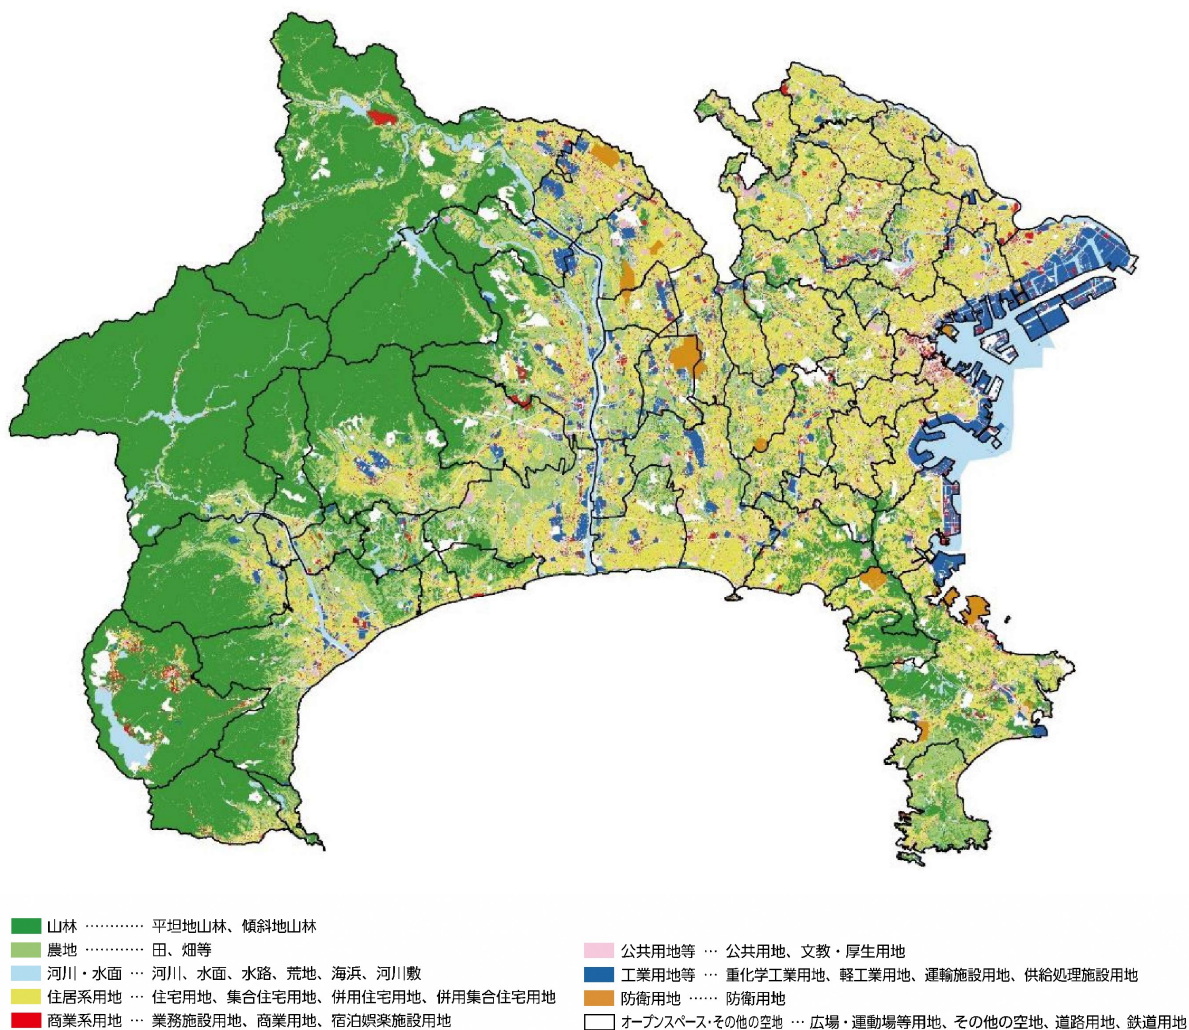 山林 ………… 平坦地山林、傾斜地山林
農地 ………… 田、畑等
河川・水面 … 河川、水面、水路、荒地、海浜、河川敷
住居系用地 … 住宅用地、集合住宅用地、併用住宅用地、併用集合住宅用地
商業系用地 … 業務施設用地、商業用地、宿泊娯楽施設用地
公共用地等 … 公共用地、文教・厚生用地
工業用地等 … 重化学工業用地、軽工業用地、運輸施設用地、供給処理施設用地
防衛用地 …… 防衛用地
オープンスペース・その他の空地 … 広場・運動場等用地、その他の空地、道路用地、鉄道用地